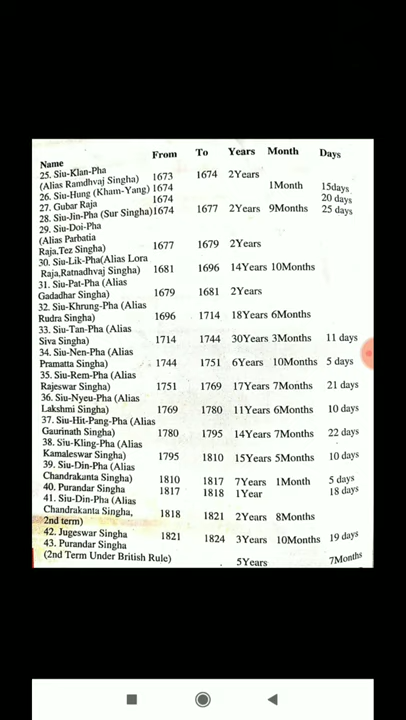 Name From To Years Month Days
25. Siu-Klan-Pha
(Alias Ramdhvaj Singha) 1673 1674 2Years
26. Siu-Hung (Kham-Yang) 1674 1Month 15days
27. Gubar Raja 1674 20 days
28. Siu-Jin-Pha (Sur Singha) 1674 1677 2Years 9Months 25 days
29. Siu-Doi-Pha
(Alias Parbatia
Raja,Tez Singha) 1677 1679 2Years
30. Siu-Lik-Pha(Alias Lora
Raja,Ratnadhvaj Singha) 1681 1696 14Years 10Months
31. Siu-Pat-Pha (Alias
Gadadhar Singha) 1679 1681 2Years
32. Siu-Khrung-Pha (Alias
Rudra Singha) 1696 1714 18Years 6Months
33. Siu-Tan-Pha (Alias
Siva Singha) 1714 1744 30Years 3Months 11 days
34. Siu-Nen-Pha (Alias
Pramatta Singha) 1744 1751 6Years 10Months 5 days
35. Siu-Rem-Pha (Alias
Rajeswar Singha) 1751 1769 17Years 7Months 21 days
36. Siu-Nyeu-Pha (Alias
Lakshmi Singha) 1769 1780 11Years 6Months 10 days
37. Siu-Hit-Pang-Pha (Alias
Gaurinath Singha) 1780 1795 14Years 7Months 22 days
38. Siu-Kling-Pha (Alias
Kamaleswar Singha) 1795 1810 15Years 5Months 10 days
39. Siu-Din-Pha (Alias
Chandrakanta Singha) 1810 1817 7Years 1Month 5 days
40. Purandar Singha 1817 1818 1Year 18 days
41. Siu-Din-Pha (Alias
Chandrakanta Singha,
2nd term) 1818 1821 2Years 8Months
42. Jugeswar Singha 1821 1824 3Years 10Months 19 days
43. Purandar Singha
(2nd Term Under British Rule) 5Years 7Months